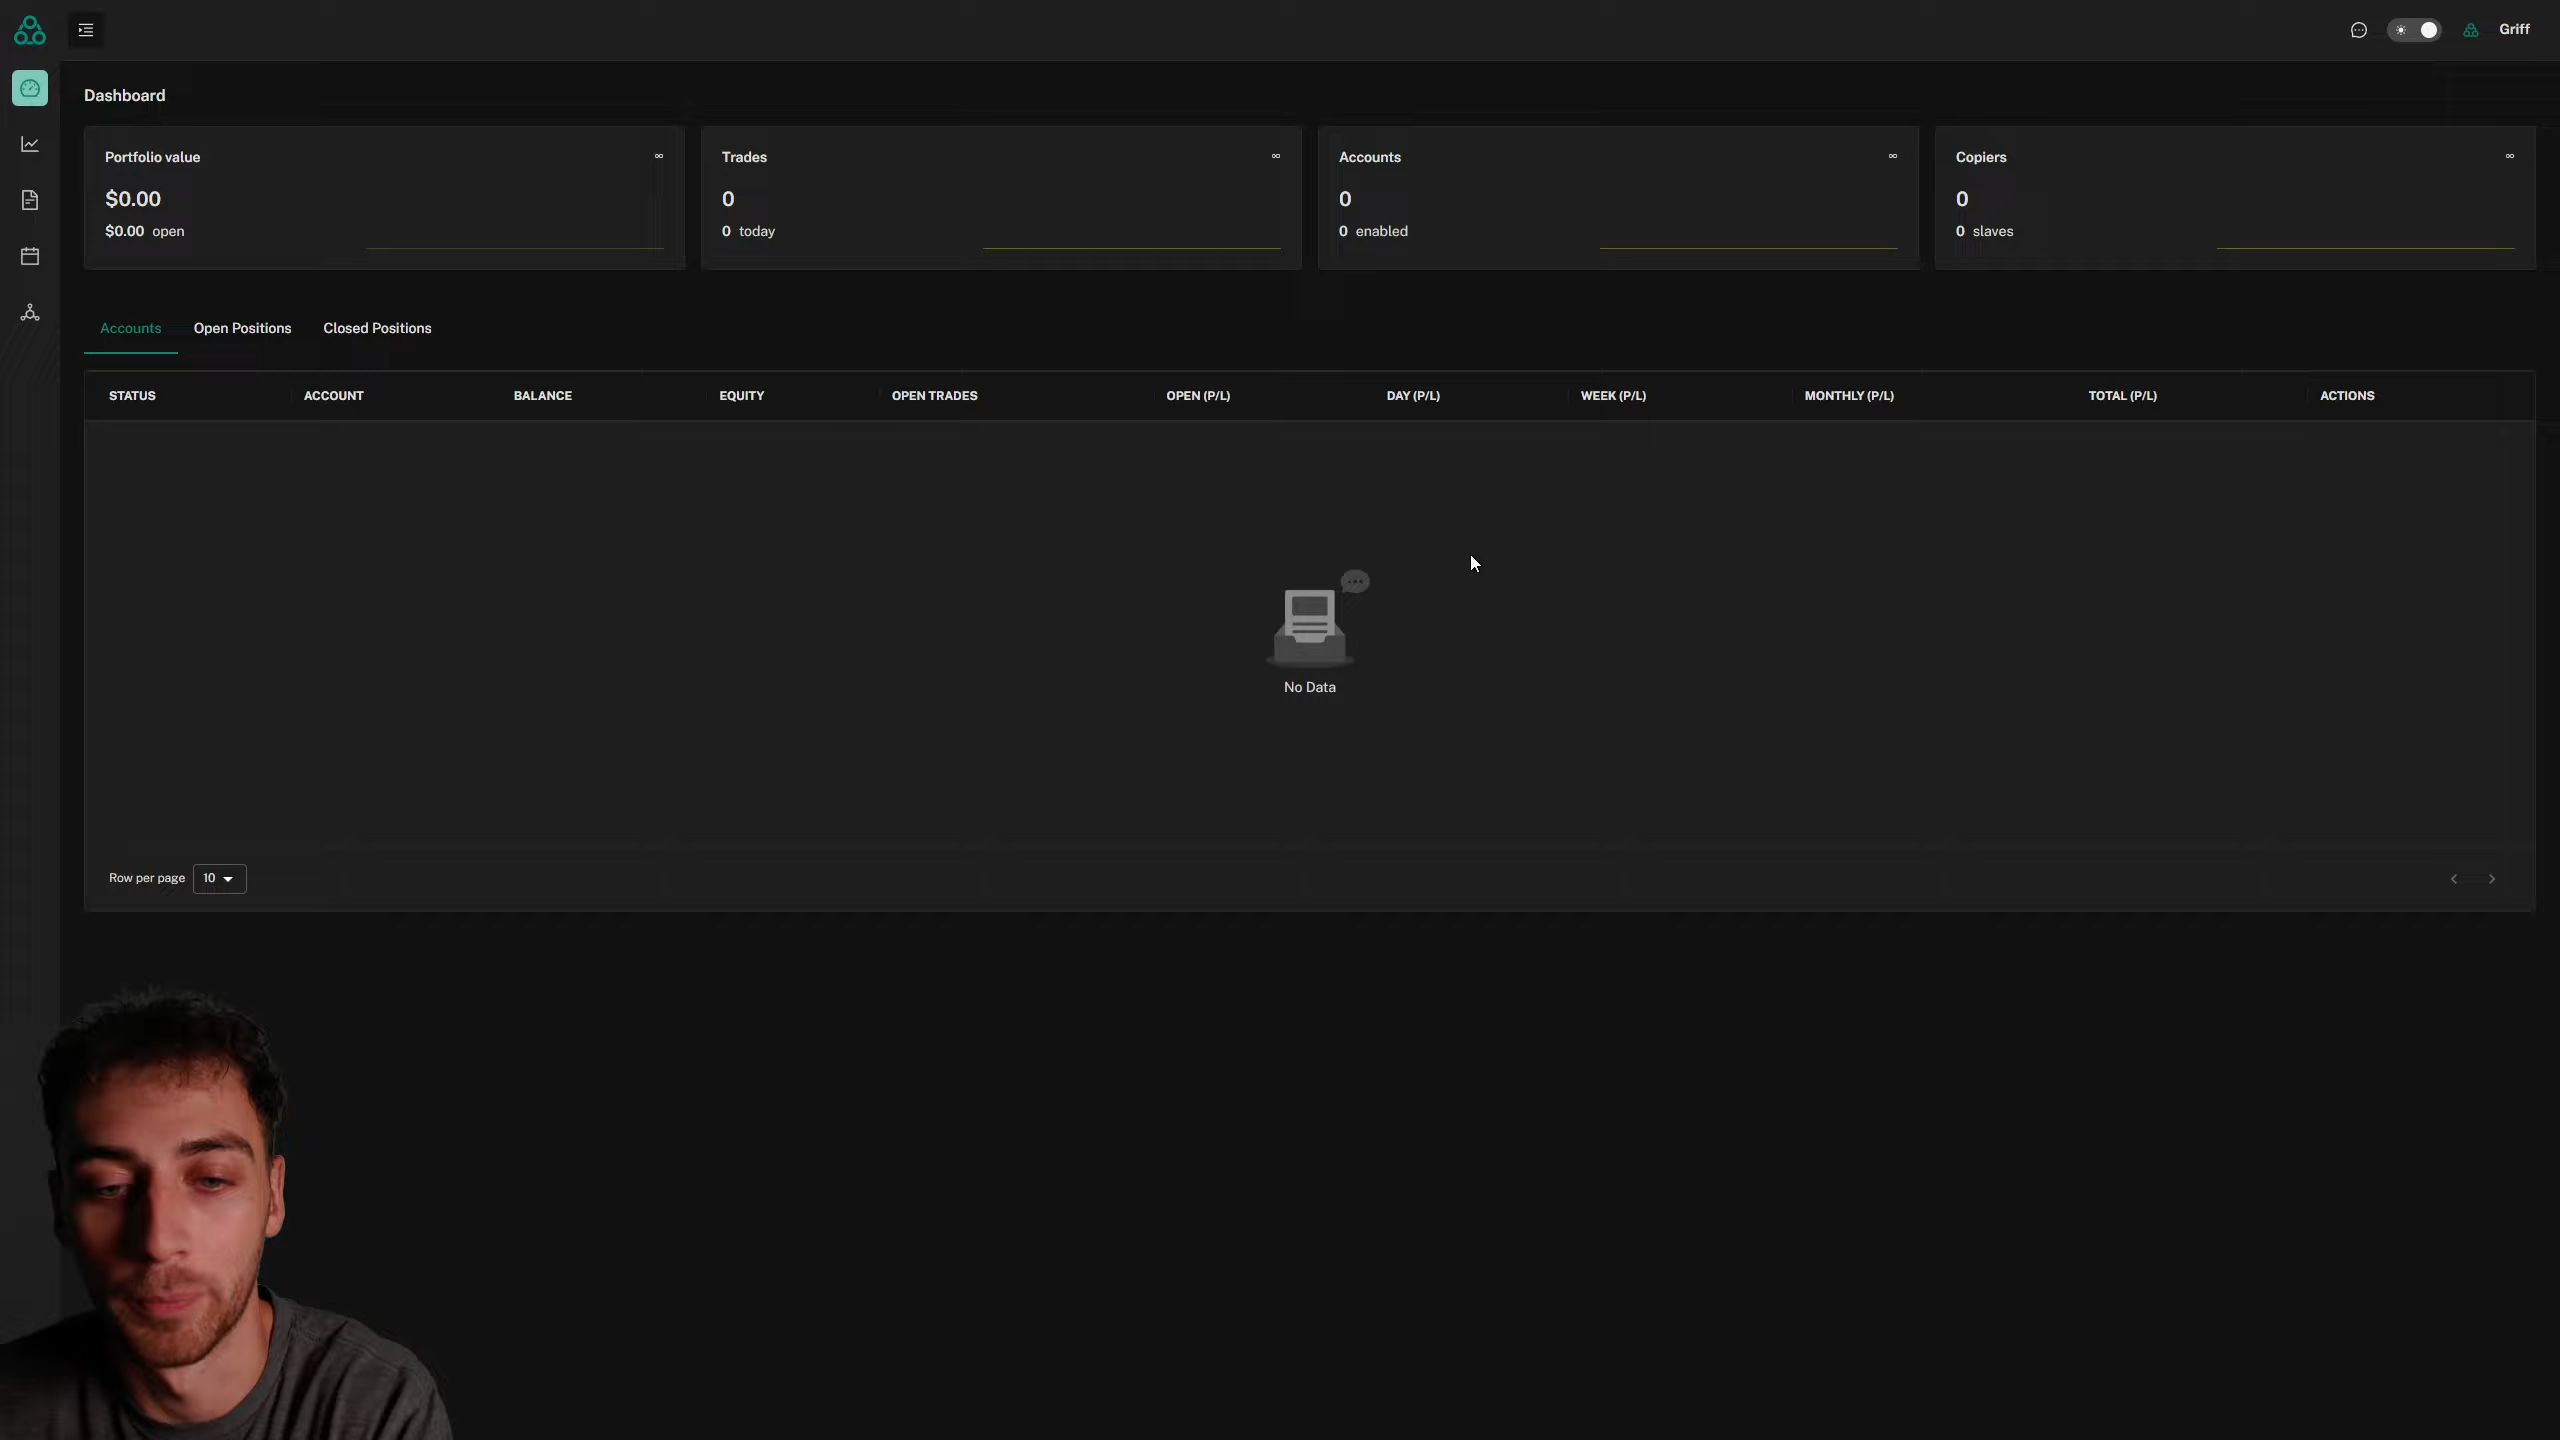 Griff
Dashboard
Portfolio value
$0.00
$0.00 open
Trades
0
0 today
Accounts
0
0 enabled
Copiers
0
0 slaves
Accounts Open Positions Closed Positions
STATUS ACCOUNT BALANCE EQUITY OPEN TRADES OPEN (P/L) DAY (P/L) WEEK (P/L) MONTHLY (P/L) TOTAL (P/L) ACTIONS
No Data
Row per page 10